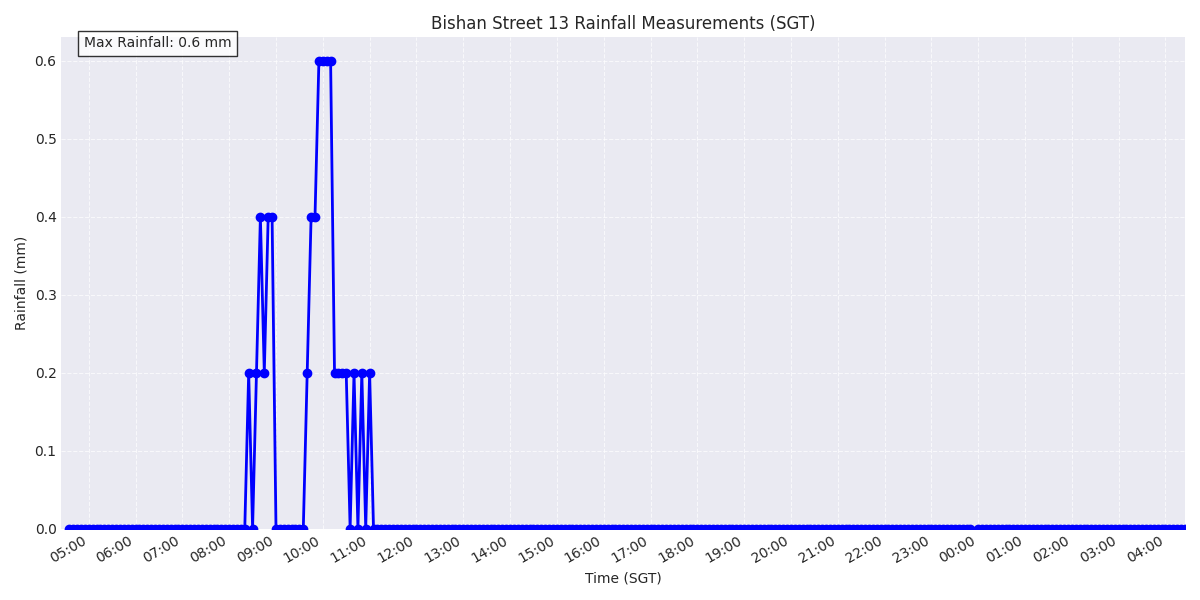 Bishan Street 13 Rainfall Measurements (SGT)
Max Rainfall: 0.6 mm
0.6
0.5
0.4
0.3
0.2
0.1
0.0
Rainfall (mm)
05:00 06:00 07:00 08:00 09:00 10:00 11:00 12:00 13:00 14:00 15:00 16:00 17:00 18:00 19:00 20:00 21:00 22:00 23:00 00:00 01:00 02:00 03:00 04:00
Time (SGT)